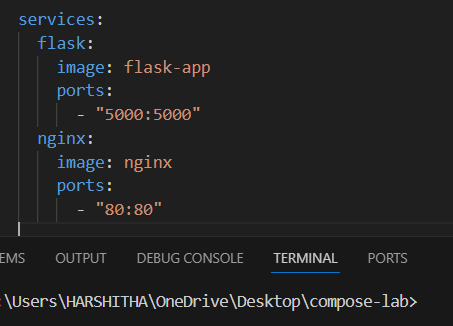 services:
  flask:
    image: flask-app
    ports:
      - "5000:5000"
  nginx:
    image: nginx
    ports:
      - "80:80"
OUTPUT DEBUG CONSOLE TERMINAL PORTS
:\Users\HARSHITHA\OneDrive\Desktop\compose-lab>